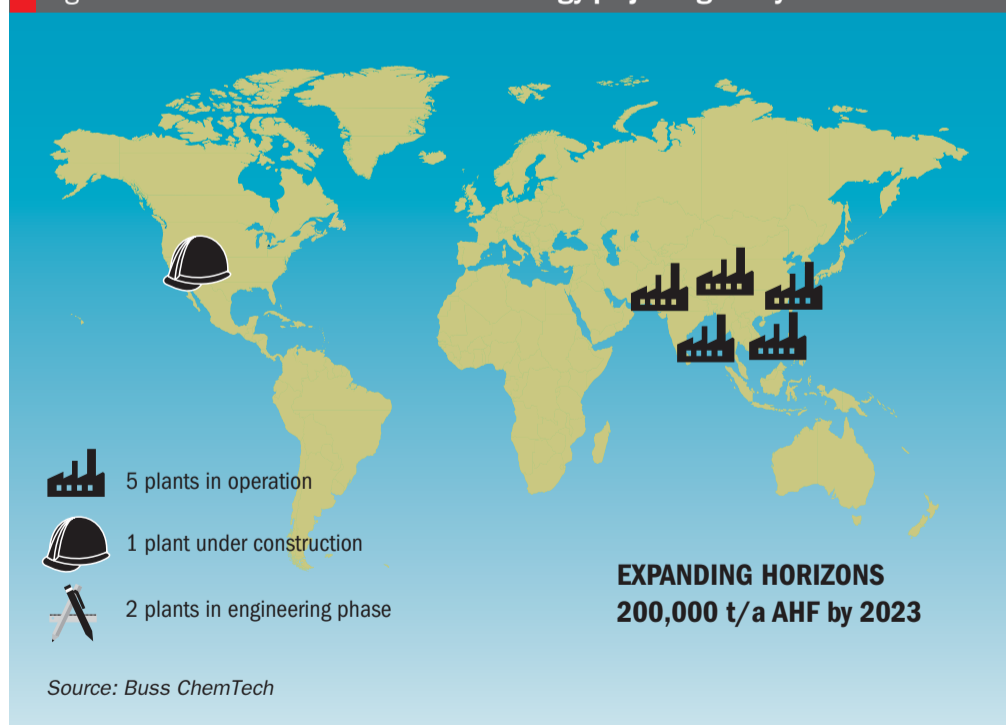 5 plants in operation
1 plant under construction
2 plants in engineering phase
EXPANDING HORIZONS
200,000 t/a AHF by 2023
Source: Buss ChemTech